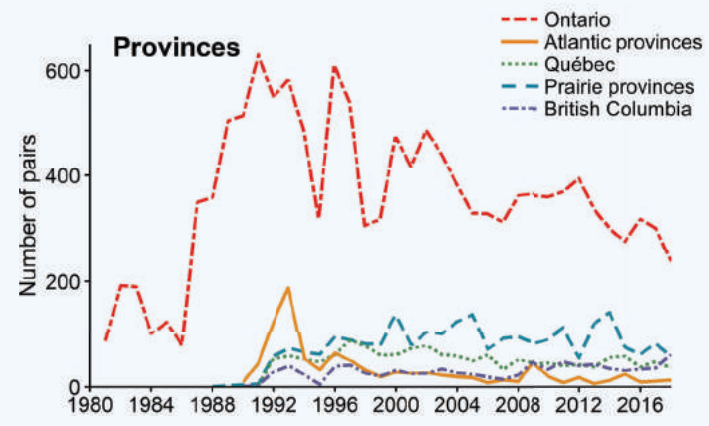 Provinces
Ontario
Atlantic provinces
Québec
Prairie provinces
British Columbia
Number of pairs
600
400
200
0
1980 1984 1988 1992 1996 2000 2004 2008 2012 2016